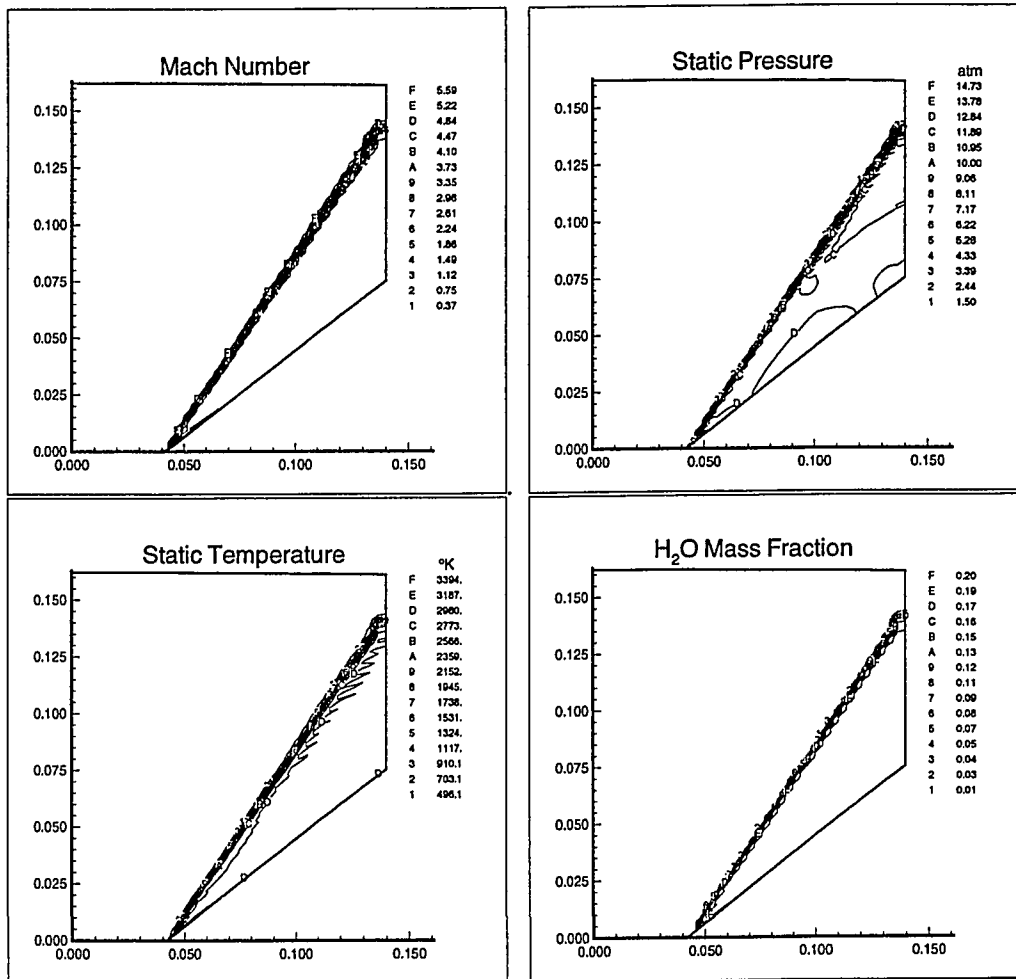 Mach Number
F 5.59
E 5.22
D 4.84
C 4.47
B 4.10
A 3.73
9 3.35
8 2.98
7 2.61
6 2.24
5 1.86
4 1.49
3 1.12
2 0.75
1 0.37
0.150
0.125
0.100
0.075
0.050
0.025
0.000
0.000 0.050 0.100 0.150
Static Pressure
atm
F 14.73
E 13.78
D 12.84
C 11.89
B 10.95
A 10.00
9 9.06
8 8.11
7 7.17
6 6.22
5 5.28
4 4.33
3 3.39
2 2.44
1 1.50
0.150
0.125
0.100
0.075
0.050
0.025
0.000
D
D
0.000 0.050 0.100 0.150
Static Temperature
°K
F 3394.
E 3187.
D 2980.
C 2773.
B 2566.
A 2359.
9 2152.
8 1945.
7 1738.
6 1531.
5 1324.
4 1117.
3 910.1
2 703.1
1 496.1
0.150
0.125
0.100
0.075
0.050
0.025
0.000
D
D
0.000 0.050 0.100 0.150
H₂O Mass Fraction
F 0.20
E 0.19
D 0.17
C 0.16
B 0.15
A 0.13
9 0.12
8 0.11
7 0.09
6 0.08
5 0.07
4 0.05
3 0.04
2 0.03
1 0.01
0.150
0.125
0.100
0.075
0.050
0.025
0.000
0.000 0.050 0.100 0.150